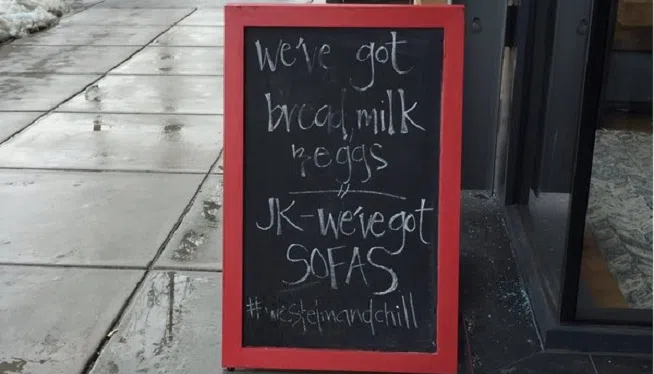 we've got
bread, milk
& eggs
JK-we've got
SOFAS
#westelmandchill